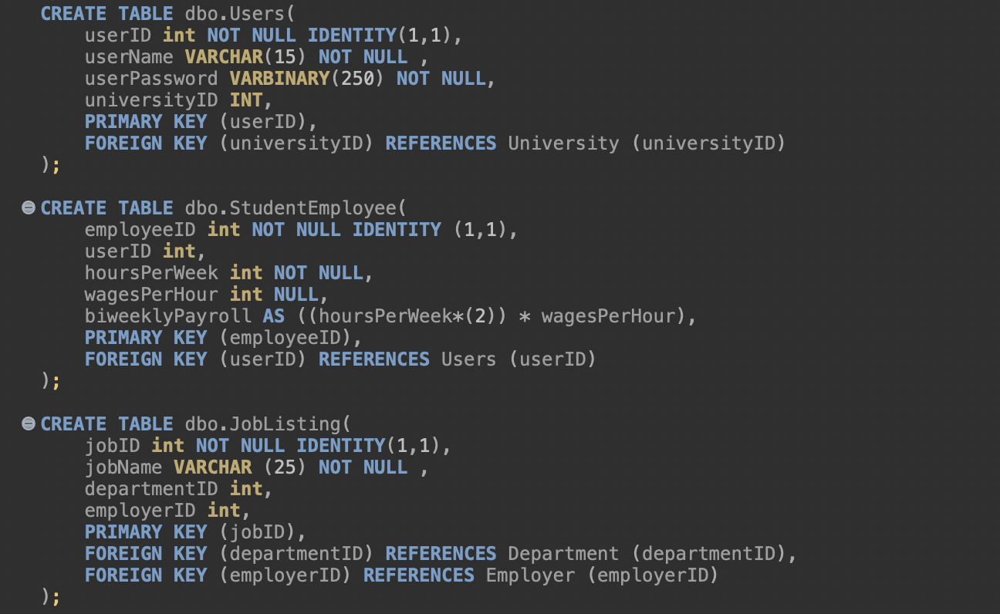 CREATE TABLE dbo.Users(
userID int NOT NULL IDENTITY(1,1),
userName VARCHAR(15) NOT NULL ,
userPassword VARBINARY(250) NOT NULL,
universityID INT,
PRIMARY KEY (userID),
FOREIGN KEY (universityID) REFERENCES University (universityID)
);
CREATE TABLE dbo.StudentEmployee(
employeeID int NOT NULL IDENTITY (1,1),
userID int,
hoursPerWeek int NOT NULL,
wagesPerHour int NULL,
biweeklyPayroll AS ((hoursPerWeek*(2)) * wagesPerHour),
PRIMARY KEY (employeeID),
FOREIGN KEY (userID) REFERENCES Users (userID)
);
CREATE TABLE dbo.JobListing(
jobID int NOT NULL IDENTITY(1,1),
jobName VARCHAR (25) NOT NULL ,
departmentID int,
employerID int,
PRIMARY KEY (jobID),
FOREIGN KEY (departmentID) REFERENCES Department (departmentID),
FOREIGN KEY (employerID) REFERENCES Employer (employerID)
);